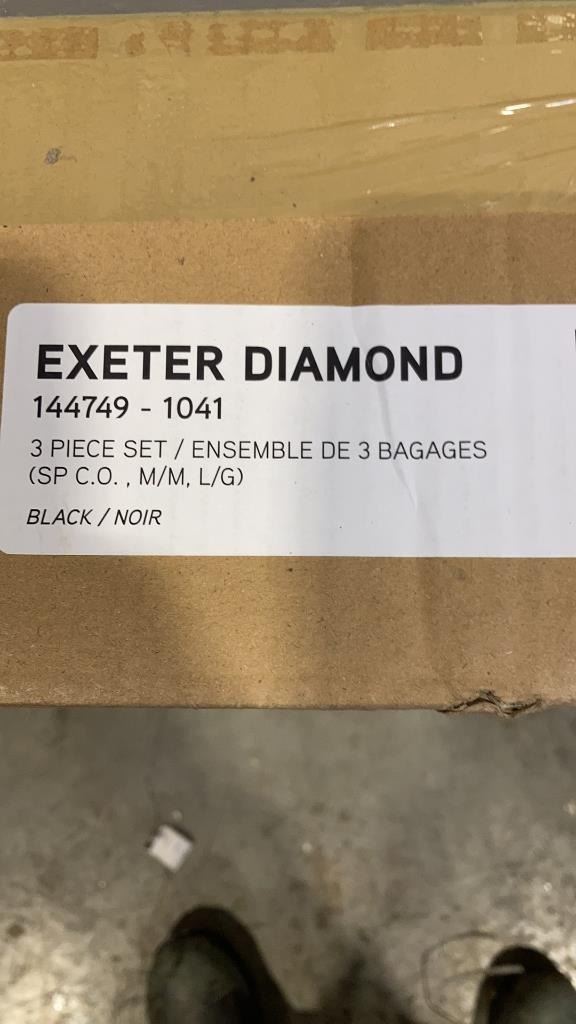 EXETER DIAMOND
144749 - 1041
3 PIECE SET / ENSEMBLE DE 3 BAGAGES
(SP C.O. , M/M, L/G)
BLACK / NOIR